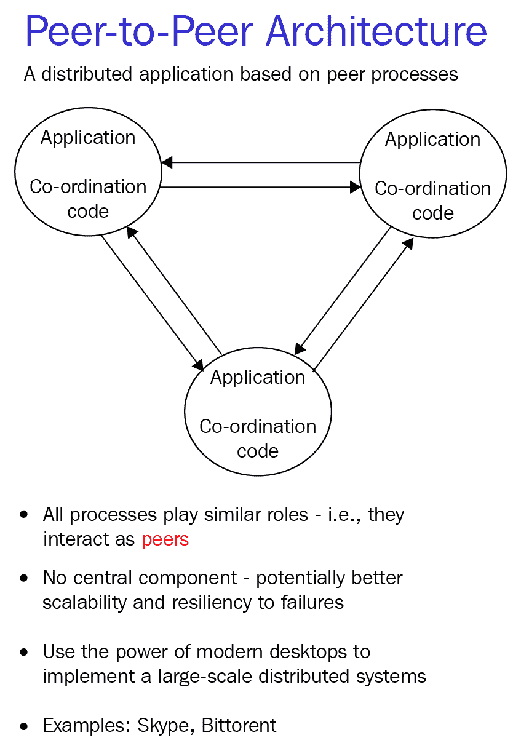 Peer-to-Peer Architecture
A distributed application based on peer processes
Application
Co-ordination
code
Application
Co-ordination
code
Application
Co-ordination
code
• All processes play similar roles - i.e., they
interact as peers
• No central component - potentially better
scalability and resiliency to failures
• Use the power of modern desktops to
implement a large-scale distributed systems
• Examples: Skype, Bittorent